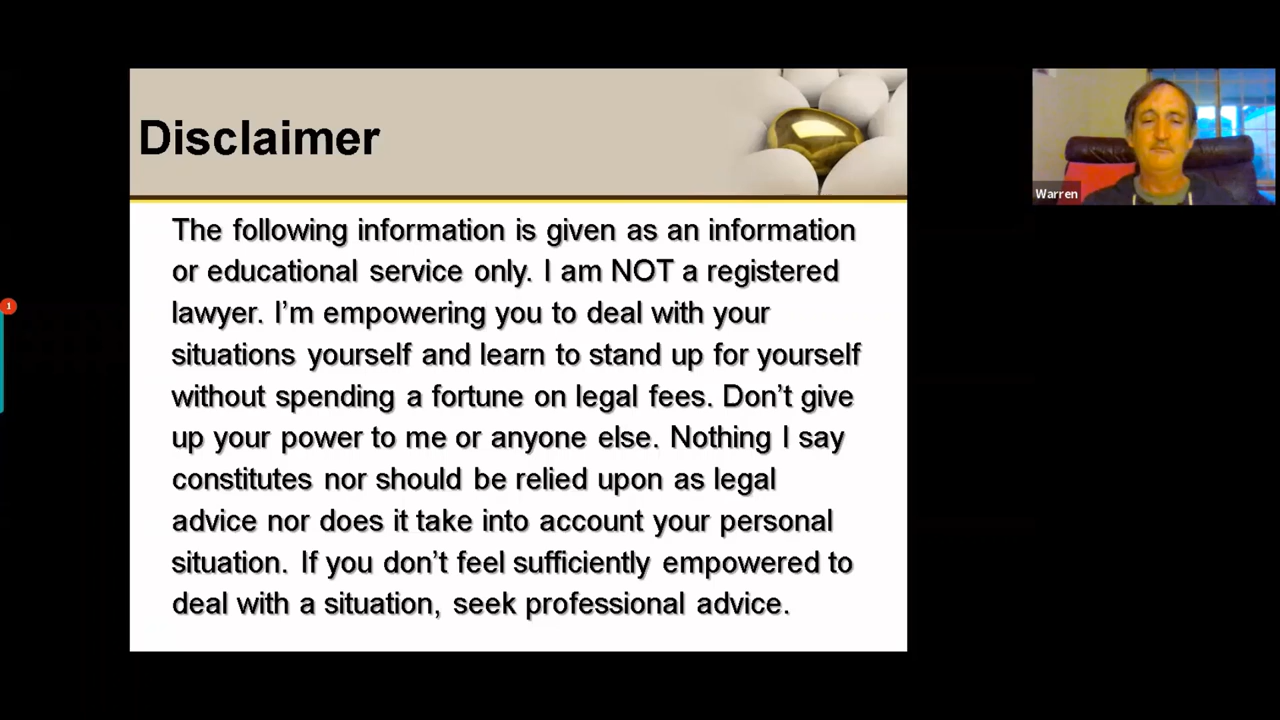 Disclaimer
The following information is given as an information
or educational service only. I am NOT a registered
lawyer. I’m empowering you to deal with your
situations yourself and learn to stand up for yourself
without spending a fortune on legal fees. Don’t give
up your power to me or anyone else. Nothing I say
constitutes nor should be relied upon as legal
advice nor does it take into account your personal
situation. If you don’t feel sufficiently empowered to
deal with a situation, seek professional advice.
Warren
1